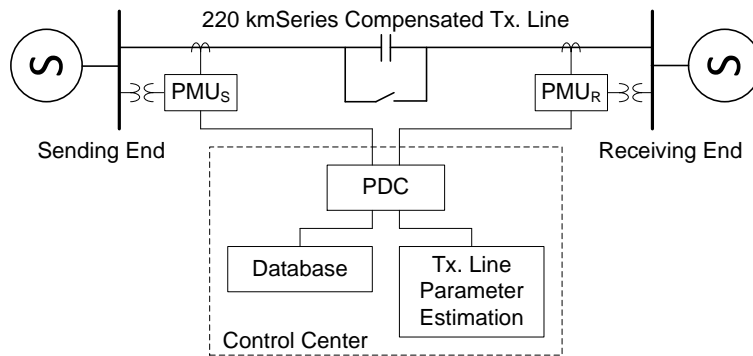 220 kmSeries Compensated Tx. Line
PMUS
PMUR
Sending End
Receiving End
PDC
Database
Tx. Line
Parameter
Estimation
Control Center